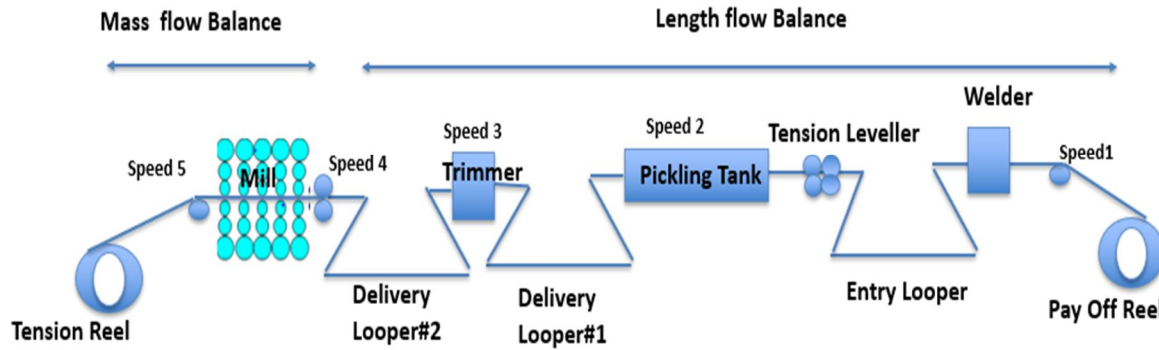 Mass flow Balance
Length flow Balance
Welder
Speed 5
Mill
Speed 4
Speed 3
Trimmer
Speed 2
Pickling Tank
Tension Leveller
Speed1
Tension Reel
Delivery
Looper#2
Delivery
Looper#1
Entry Looper
Pay Off Reel